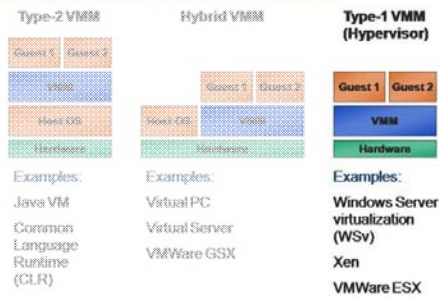 Type-2 VMM
Guest 1 Guest 2
VMM
Host OS
Hardware
Examples:
Java VM
Common
Language
Runtime
(CLR)
Hybrid VMM
Guest 1 Guest 2
Host OS VMM
Hardware
Examples:
Virtual PC
Virtual Server
VMWare GSX
Type-1 VMM
(Hypervisor)
Guest 1 Guest 2
VMM
Hardware
Examples:
Windows Server
virtualization
(WSv)
Xen
VMWare ESX